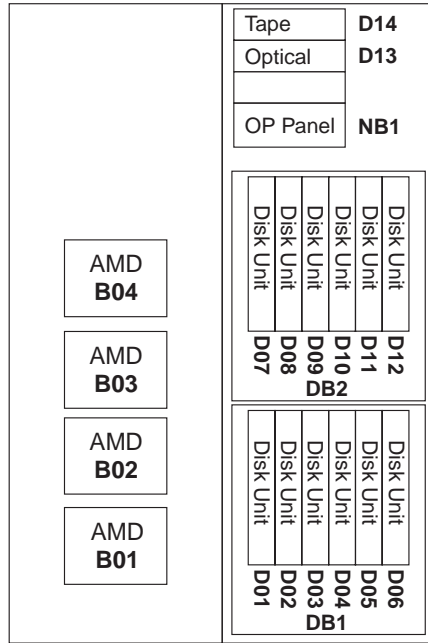 Tape D14
Optical D13
OP Panel NB1
AMD
B04
AMD
B03
AMD
B02
AMD
B01
Disk Unit Disk Unit Disk Unit Disk Unit Disk Unit Disk Unit
D07 D08 D09 D10 D11 D12
DB2
Disk Unit Disk Unit Disk Unit Disk Unit Disk Unit Disk Unit
D01 D02 D03 D04 D05 D06
DB1